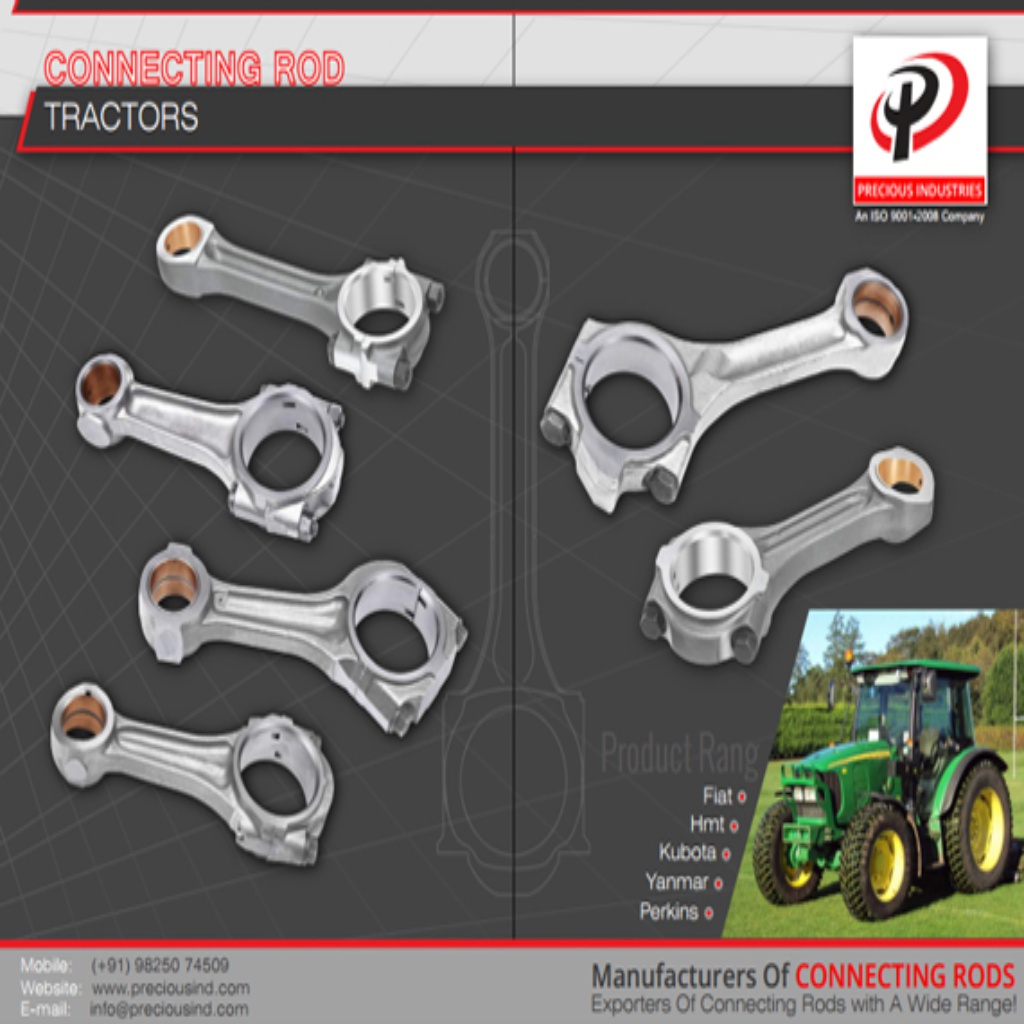 CONNECTING ROD
TRACTORS
PRECIOUS INDUSTRIES
An ISO 9001-2008 Company
Product Rang
Fiat
Hmt
Kubota
Yanmar
Perkins
Mobile: (+91) 98250 74509
Website: www.preciousind.com
E-mail: info@preciousind.com
Manufacturers Of CONNECTING RODS
Exporters Of Connecting Rods with A Wide Range!